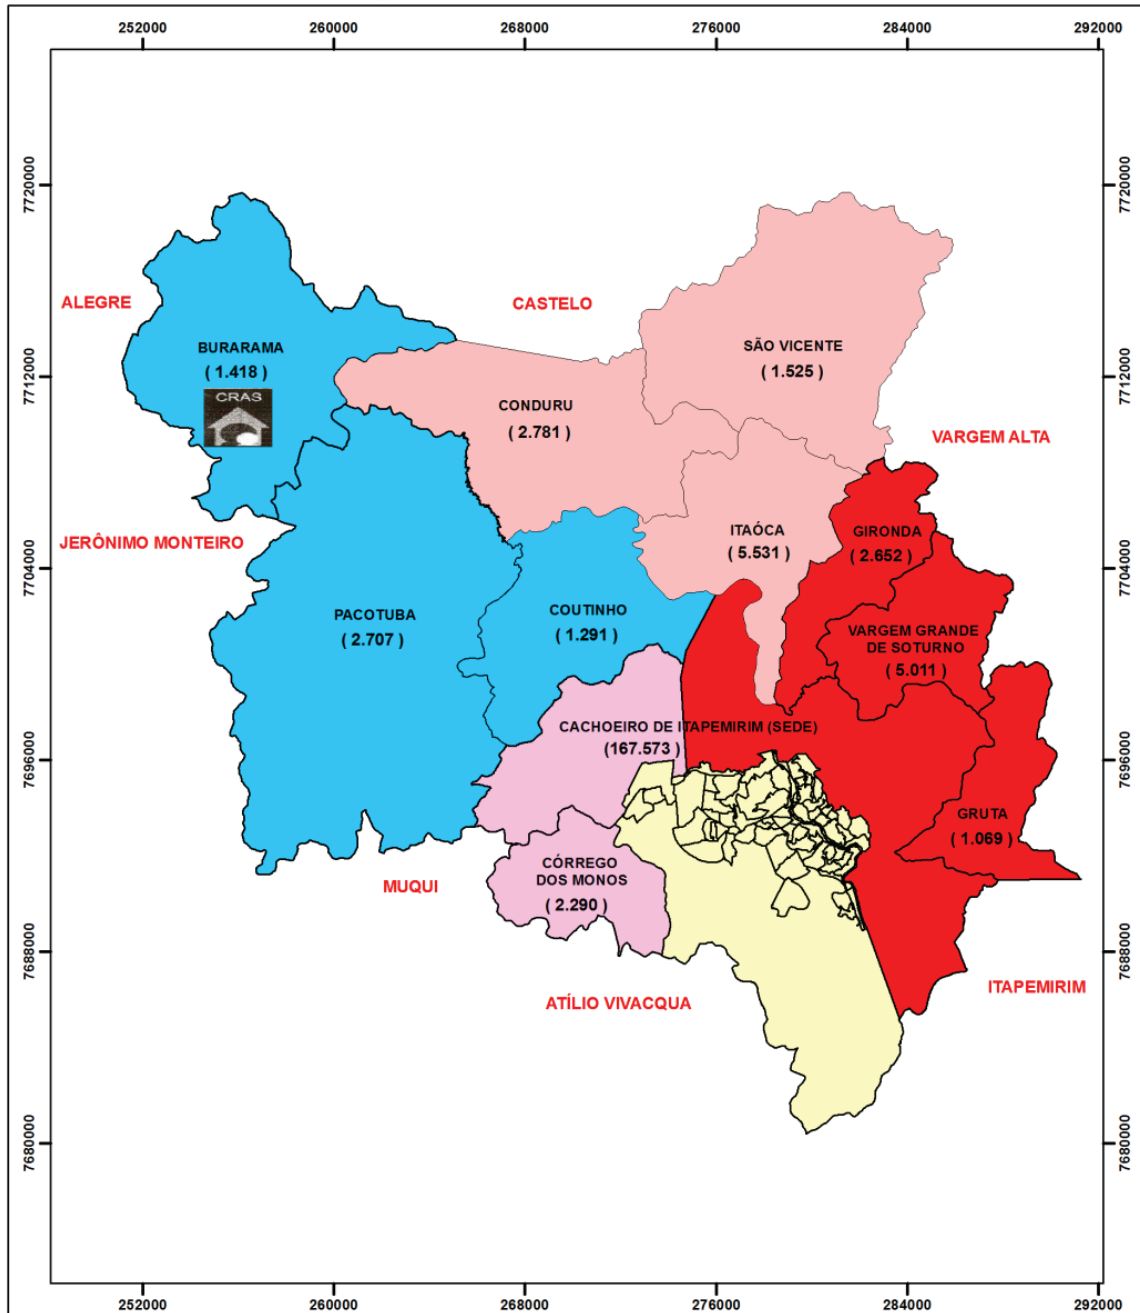 252000 260000 268000 276000 284000 292000
7720000 7720000
ALEGRE
CASTELO
BURARAMA
( 1.418 )
CRAS
SÃO VICENTE
( 1.525 )
7712000 7712000
CONDURU
( 2.781 )
VARGEM ALTA
JERÔNIMO MONTEIRO
ITAÓCA
( 5.531 )
GIRONDA
( 2.652 )
7704000 7704000
PACOTUBA
( 2.707 )
COUTINHO
( 1.291 )
VARGEM GRANDE
DE SOTURNO
( 5.011 )
CACHOEIRO DE ITAPEMIRIM (SEDE)
(167.573 )
7696000 7696000
GRUTA
( 1.069 )
CÓRREGO
DOS MONOS
( 2.290 )
MUQUI
7688000 7688000
ATÍLIO VIVACQUA
ITAPEMIRIM
7680000 7680000
252000 260000 268000 276000 284000 292000